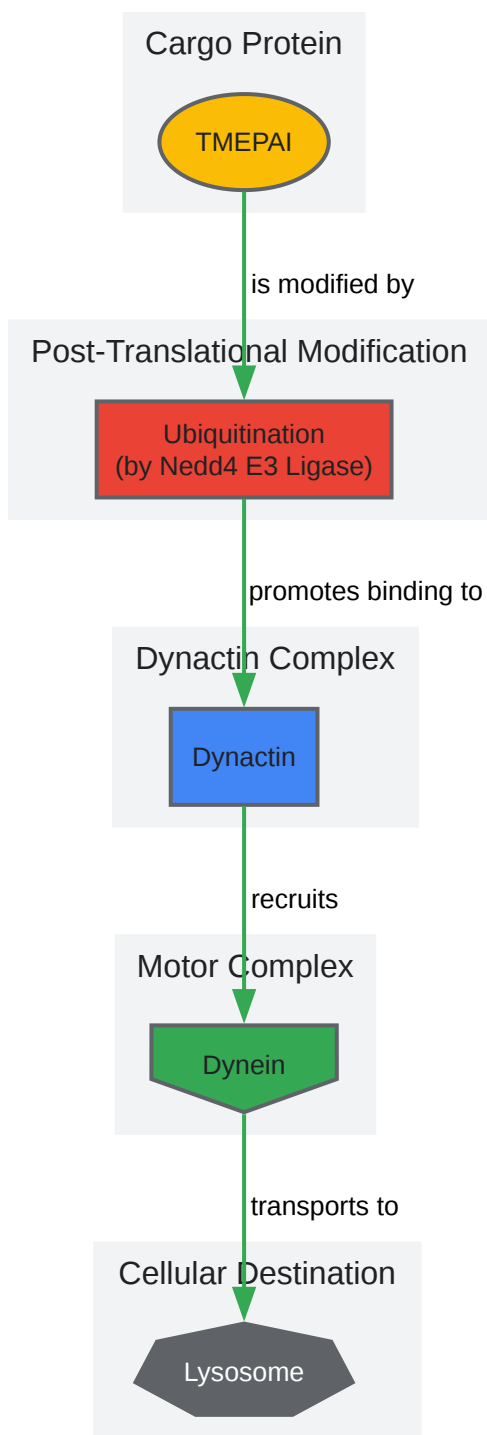 Cargo Protein
TMEPAI
is modified by
Post-Translational Modification
Ubiquitination
(by Nedd4 E3 Ligase)
promotes binding to
Dynactin Complex
Dynactin
recruits
Motor Complex
Dynein
transports to
Cellular Destination
Lysosome